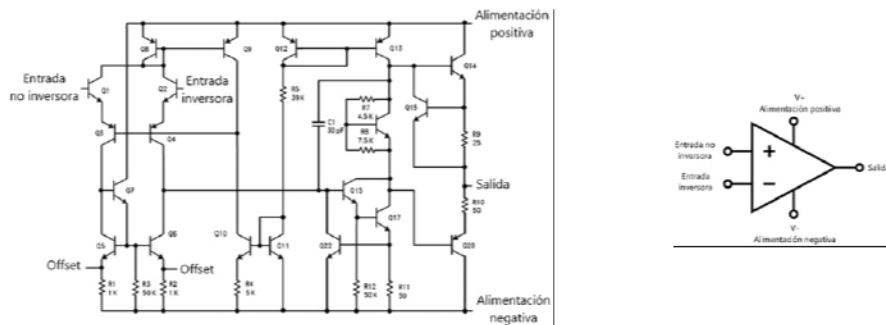 Alimentación
positiva
Q8
Q9
Q12
Q13
Q14
Entrada
no inversora
Q1
Q2
Entrada
inversora
R5
39K
Q15
R7
4.5K
R8
7.5K
C1
30pF
R9
25
Q3
Q4
Q7
Salida
Q15
R10
50
Q5
Q6
Q10
Q11
Q22
Q17
Q20
Offset
Offset
R1
1K
R3
50K
R2
1K
R4
5K
R12
50K
R11
50
Alimentación
negativa
V+
Alimentación positiva
Entrada no
inversora
+
Salida
Entrada
inversora
−
V-
Alimentación negativa